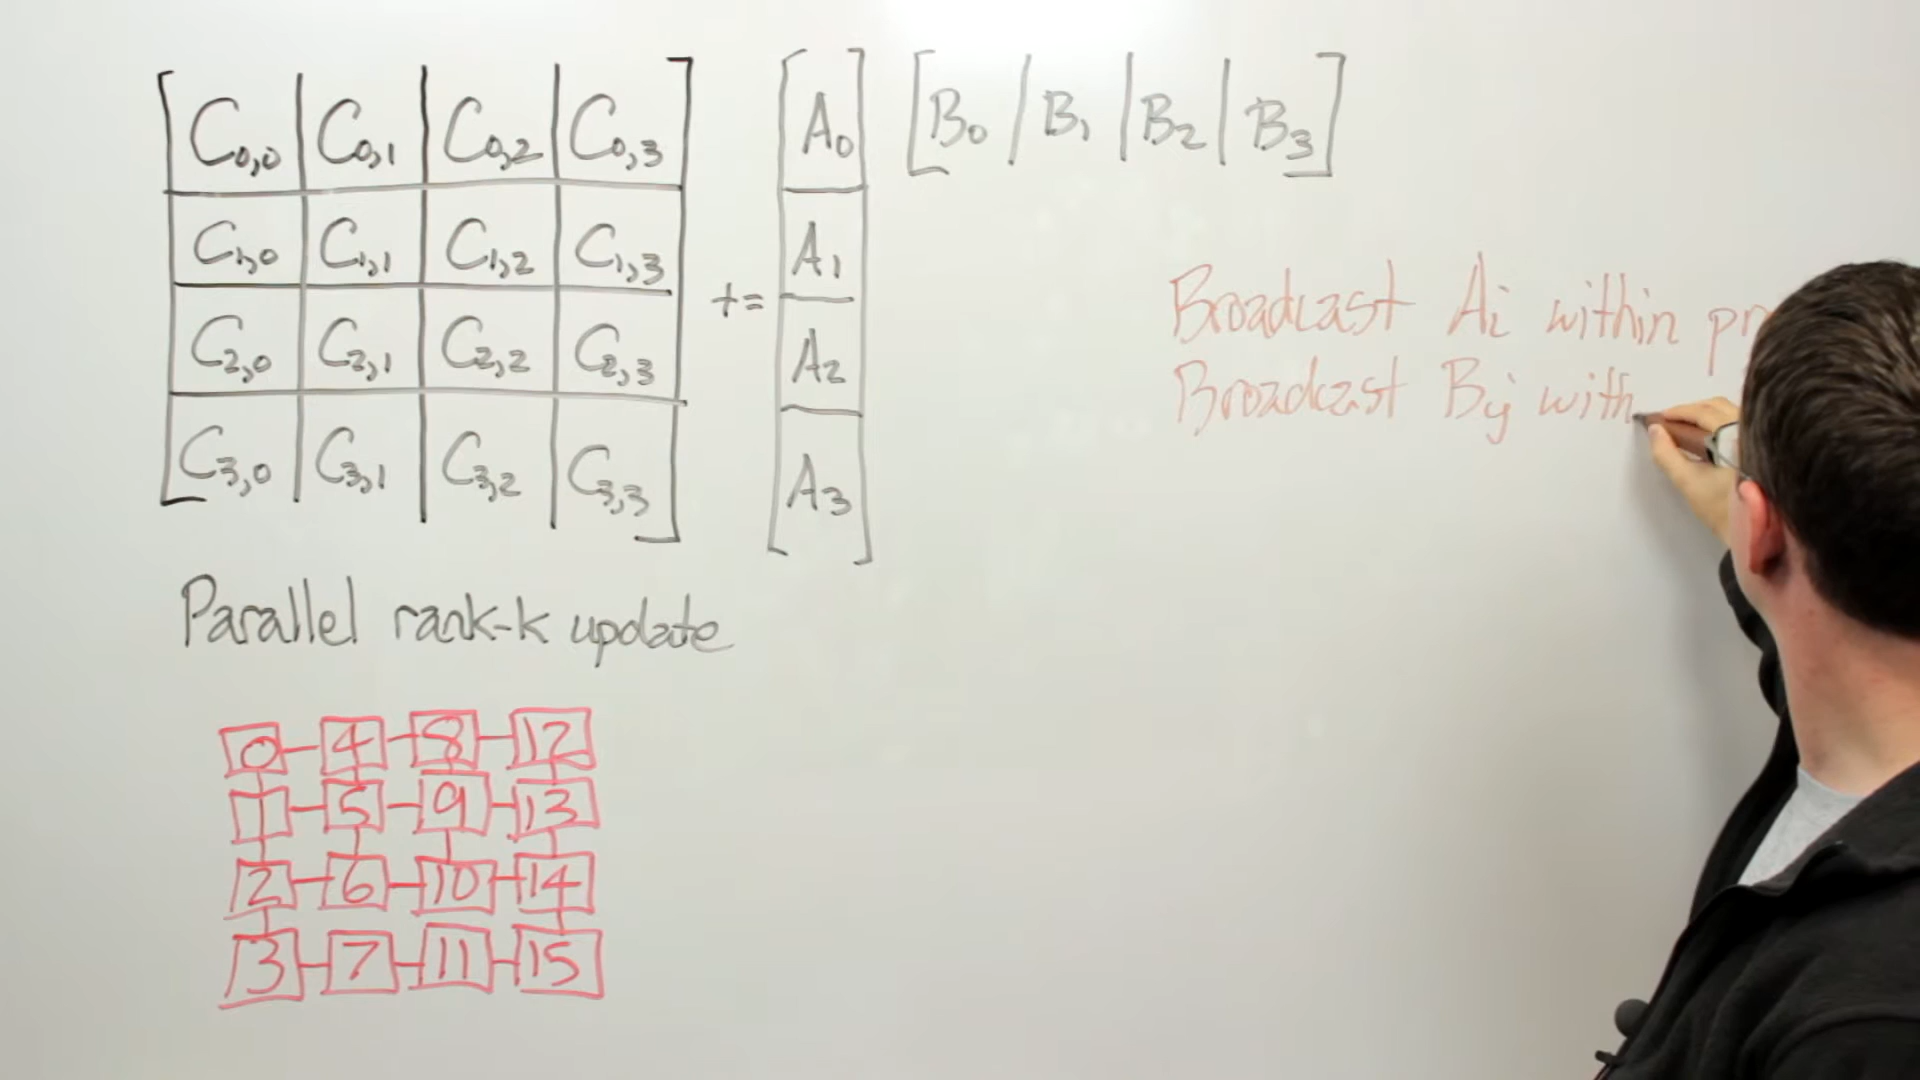 C0,0 C0,1 C0,2 C0,3 A0 B0 B1 B2 B3
C1,0 C1,1 C1,2 C1,3 A1
+=
C2,0 C2,1 C2,2 C2,3 A2
C3,0 C3,1 C3,2 C3,3 A3
Broadcast Ai within pr
Broadcast Bj with
Parallel rank-k update
0 4 8 12
1 5 9 13
2 6 10 14
3 7 11 15